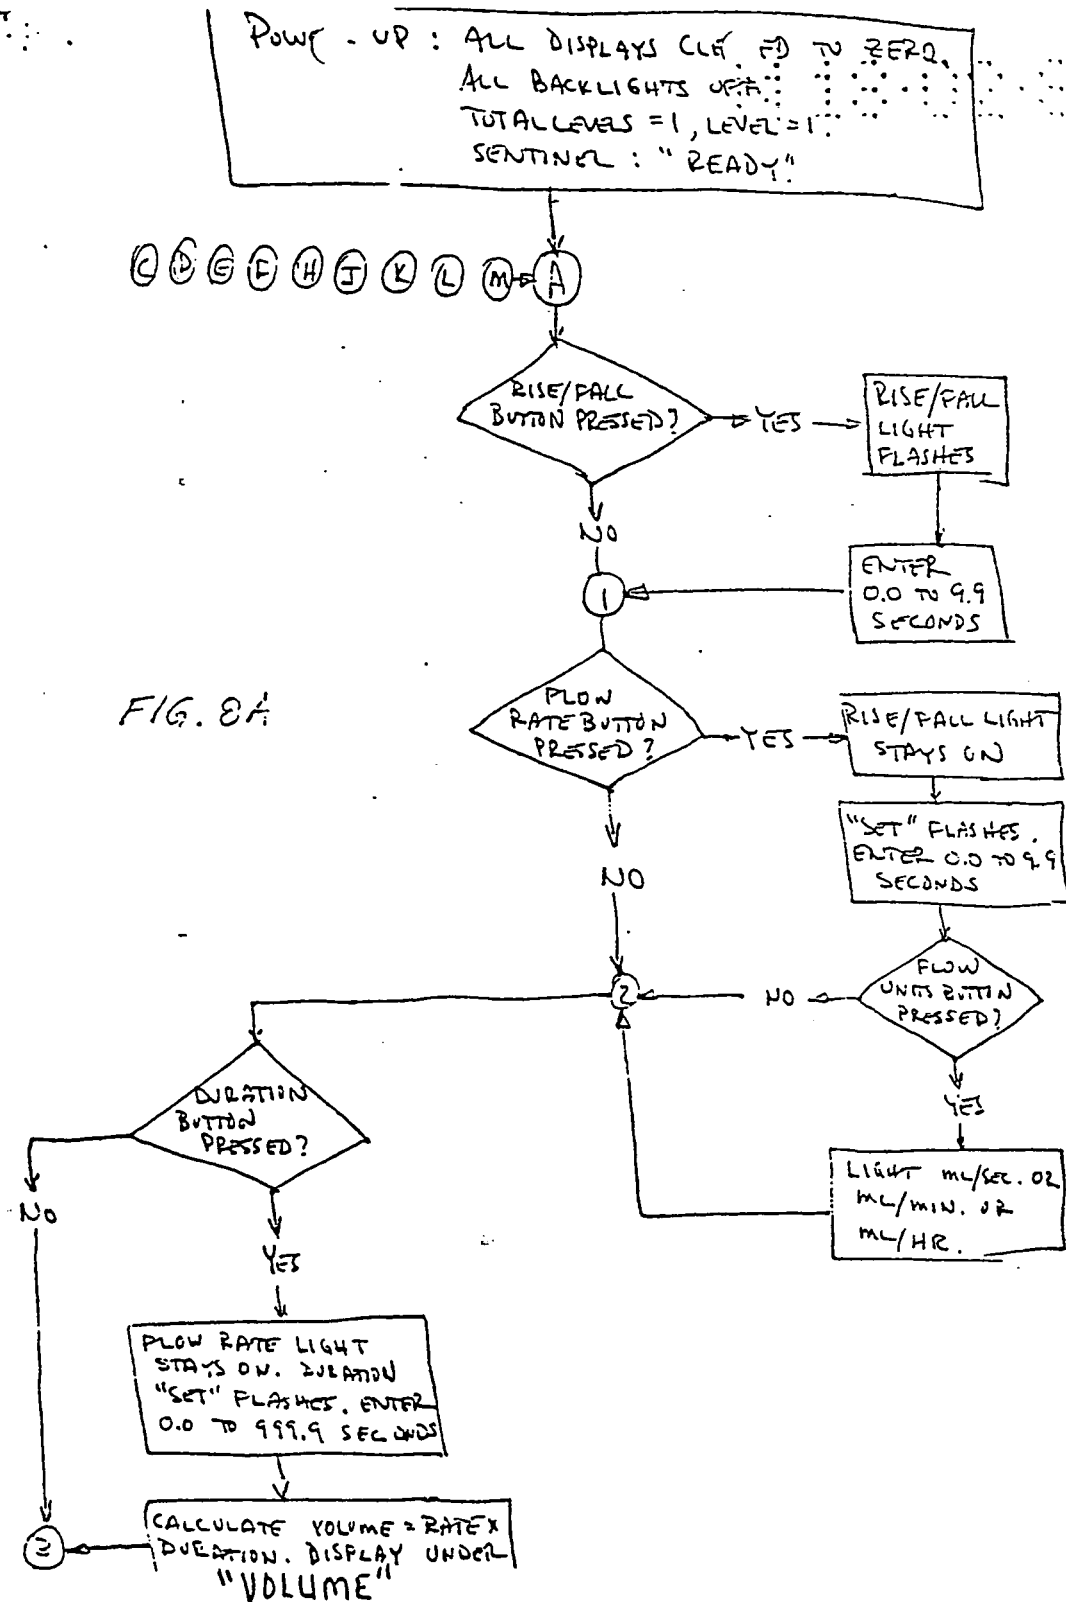 POWE - UP : ALL DISPLAYS CLE ED TO ZERO.
ALL BACKLIGHTS OFF
TOTAL LEVELS = 1, LEVEL = 1.
SENTINEL : "READY"
C D G E H J K L M A
RISE/FALL
BUTTON PRESSED?
YES
RISE/FALL
LIGHT
FLASHES
NO
ENTER
0.0 TO 9.9
SECONDS
1
FIG. 8A
FLOW
RATE BUTTON
PRESSED?
YES
RISE/FALL LIGHT
STAYS ON
"SET" FLASHES.
ENTER 0.0 TO 9.9
SECONDS
NO
FLOW
UNITS BUTTON
PRESSED?
NO
2
YES
LIGHT ML/SEC. OR
ML/MIN. OR
ML/HR.
DURATION
BUTTON
PRESSED?
NO
YES
FLOW RATE LIGHT
STAYS ON. DURATION
"SET" FLASHES. ENTER
0.0 TO 999.9 SECONDS
CALCULATE VOLUME = RATE X
DURATION. DISPLAY UNDER
"VOLUME"